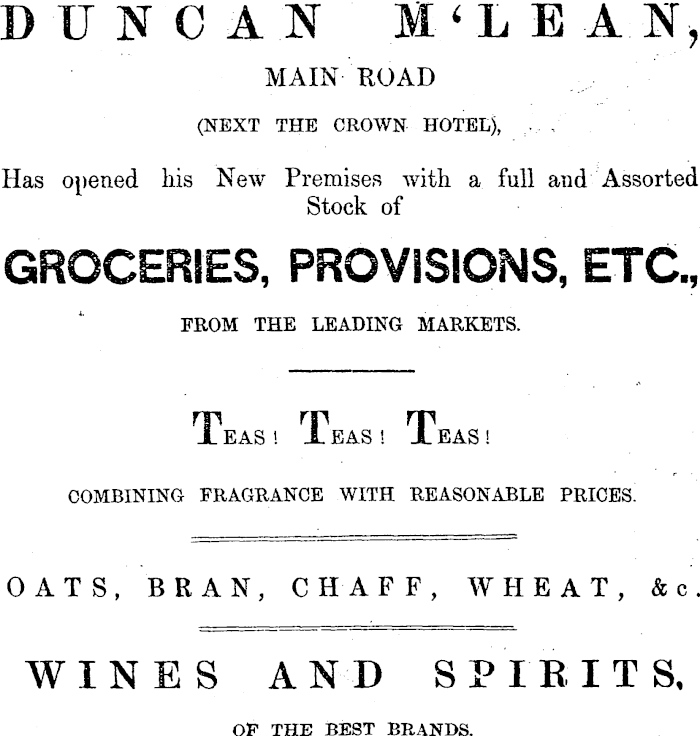 DUNCAN M‘LEAN,
MAIN ROAD
(NEXT THE CROWN HOTEL),
Has opened his New Premises with a full and Assorted
Stock of
GROCERIES, PROVISIONS, ETC.,
FROM THE LEADING MARKETS.
TEAS! TEAS! TEAS!
COMBINING FRAGRANCE WITH REASONABLE PRICES.
OATS, BRAN, CHAFF, WHEAT, &c.
WINES AND SPIRITS,
OF THE BEST BRANDS.